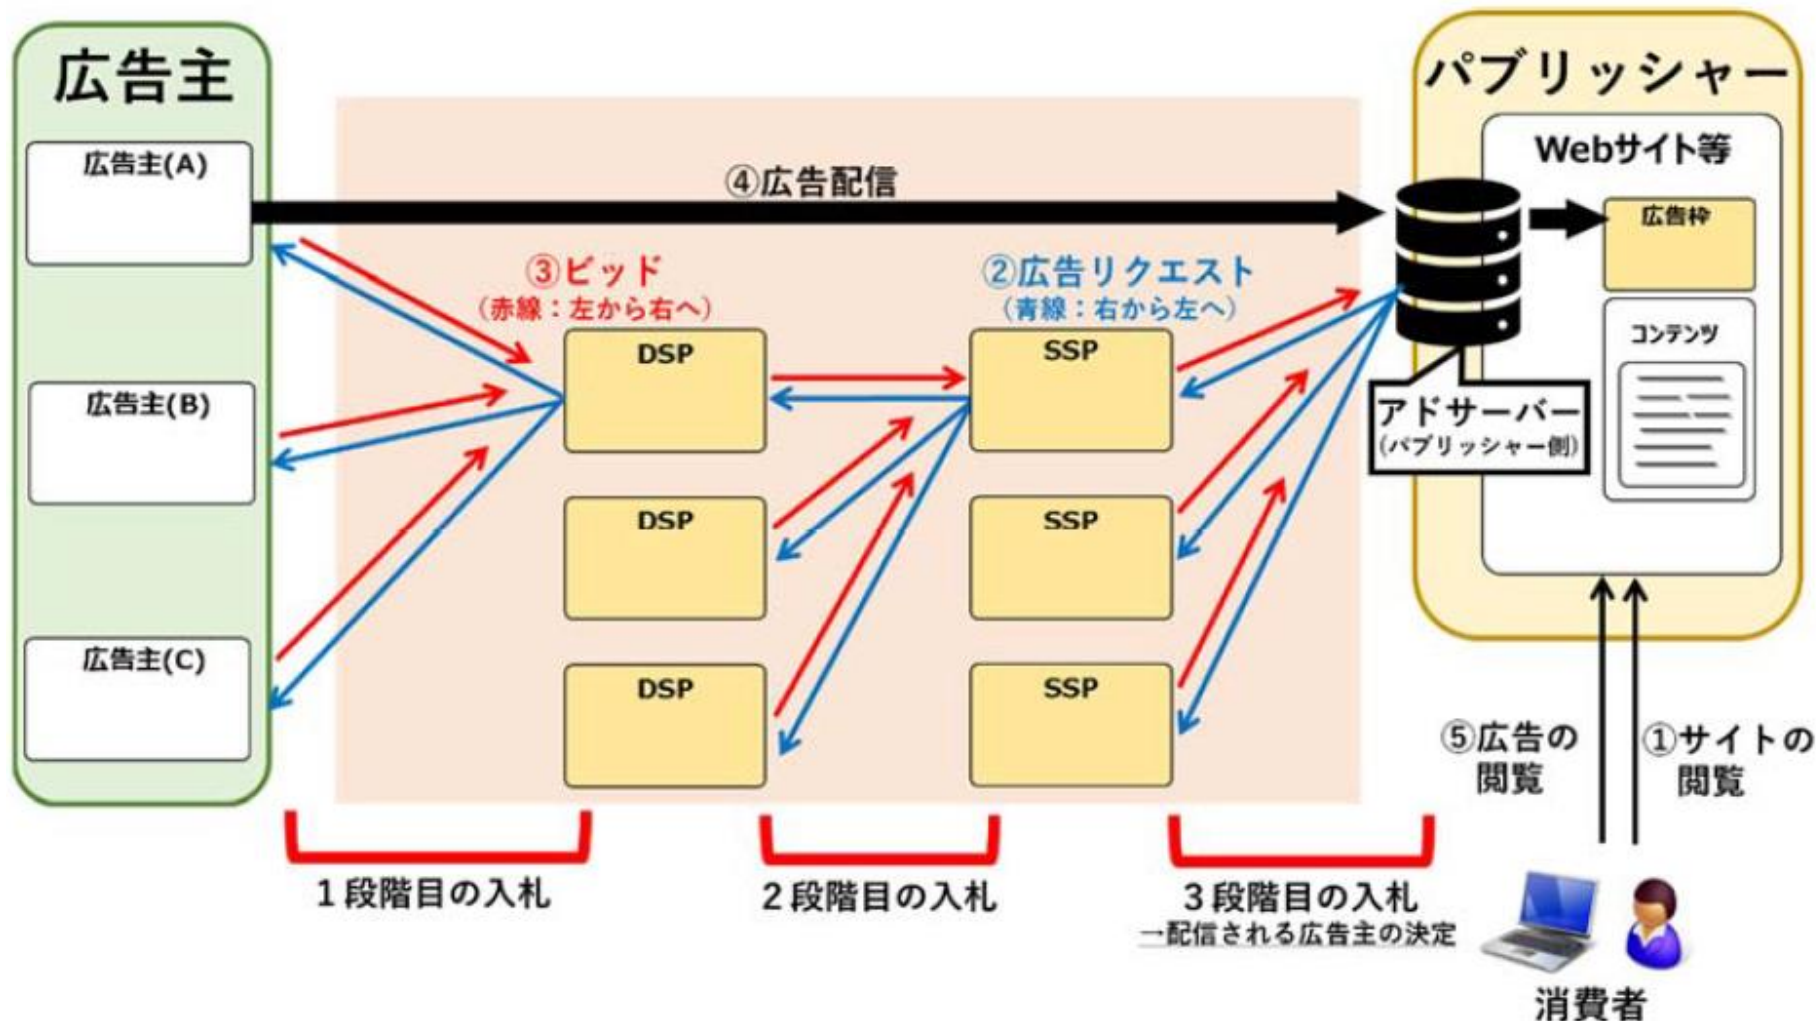 広告主
広告主(A)
広告主(B)
広告主(C)
④広告配信
③ビッド
(赤線：左から右へ)
②広告リクエスト
(青線：右から左へ)
DSP
DSP
DSP
SSP
SSP
SSP
パブリッシャー
Webサイト等
広告枠
コンテンツ
アドサーバー
(パブリッシャー側)
1段階目の入札
2段階目の入札
3段階目の入札
→配信される広告主の決定
⑤広告の
閲覧
①サイトの
閲覧
消費者